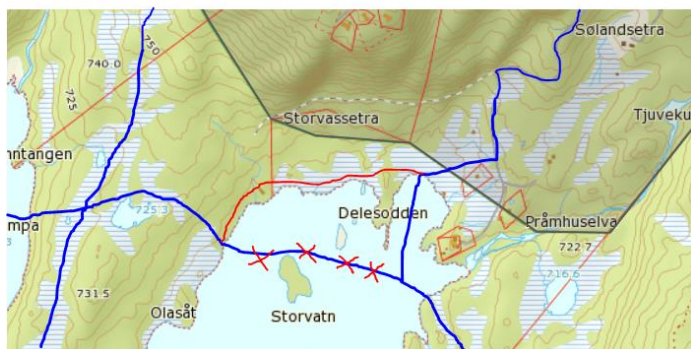 Sølandsetra
750
740 0
725
Tjuveku
Storvassetra
nntangen
Delesodden
Pråmhuselva
725.3
mpa
722 7
716.6
731.5
Olasåt
Storvatn